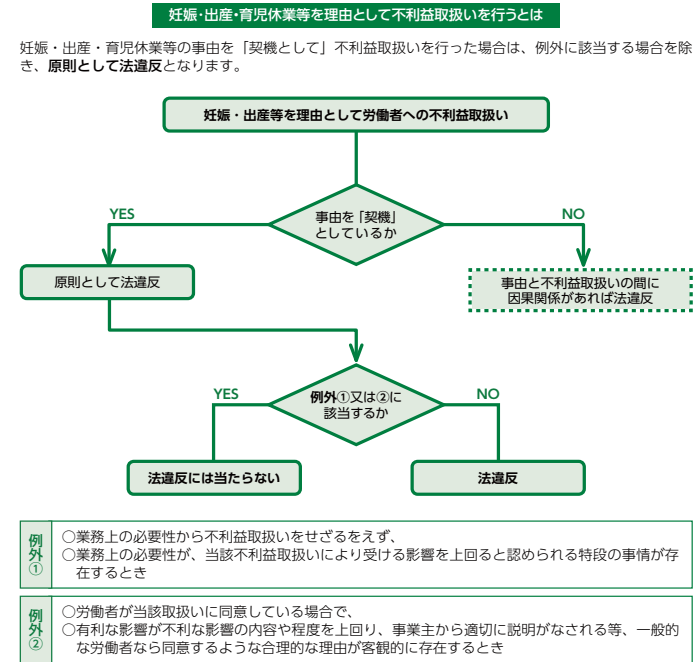 妊娠・出産・育児休業等を理由として不利益取扱いを行うとは
妊娠・出産・育児休業等の事由を「契機として」不利益取扱いを行った場合は、例外に該当する場合を除
き、原則として法違反となります。
妊娠・出産等を理由として労働者への不利益取扱い
事由を「契機」
としているか
YES
NO
原則として法違反
事由と不利益取扱いの間に
因果関係があれば法違反
例外①又は②に
該当するか
YES
NO
法違反には当たらない
法違反
例外①
○業務上の必要性から不利益取扱いをせざるをえず、
○業務上の必要性が、当該不利益取扱いにより受ける影響を上回ると認められる特段の事情が存
在するとき
例外②
○労働者が当該取扱いに同意している場合で、
○有利な影響が不利な影響の内容や程度を上回り、事業主から適切に説明がなされる等、一般的
な労働者なら同意するような合理的な理由が客観的に存在するとき